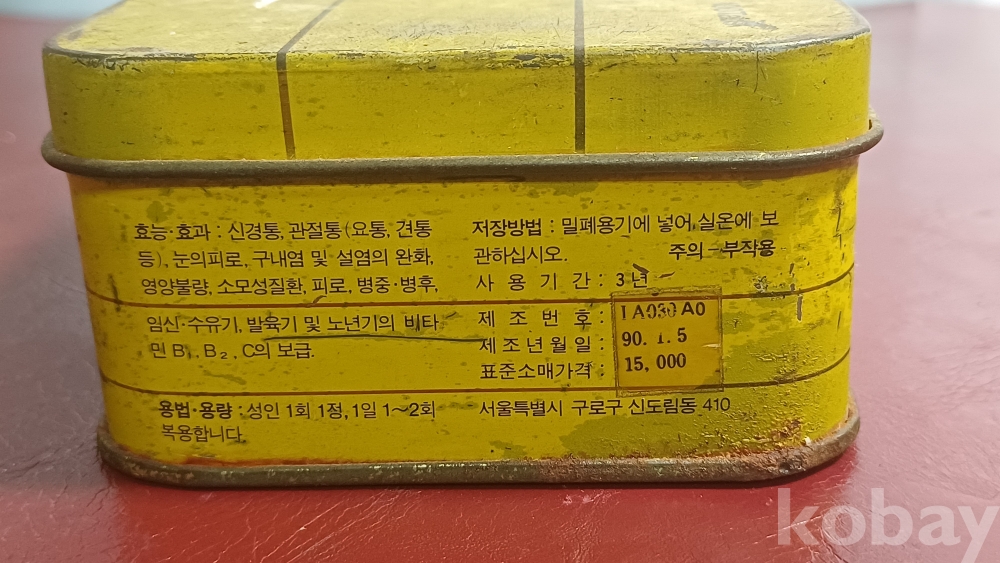 효능·효과 : 신경통, 관절통(요통, 견통
등), 눈의피로, 구내염 및 설염의 완화,
영양불량, 소모성질환, 피로, 병중·병후,
임신·수유기, 발육기 및 노년기의 비타
민 B₁, B₂, C의 보급.
용법·용량 : 성인 1회 1정, 1일 1~2회
복용합니다.
저장방법 : 밀폐용기에 넣어, 실온에 보
관하십시오. 주의-부작용
사용기간 : 3년
제조번호 : 1A030A0
제조년월일 : 90. 1. 5
표준소매가격 : 15,000
서울특별시 구로구 신도림동 410
kobay